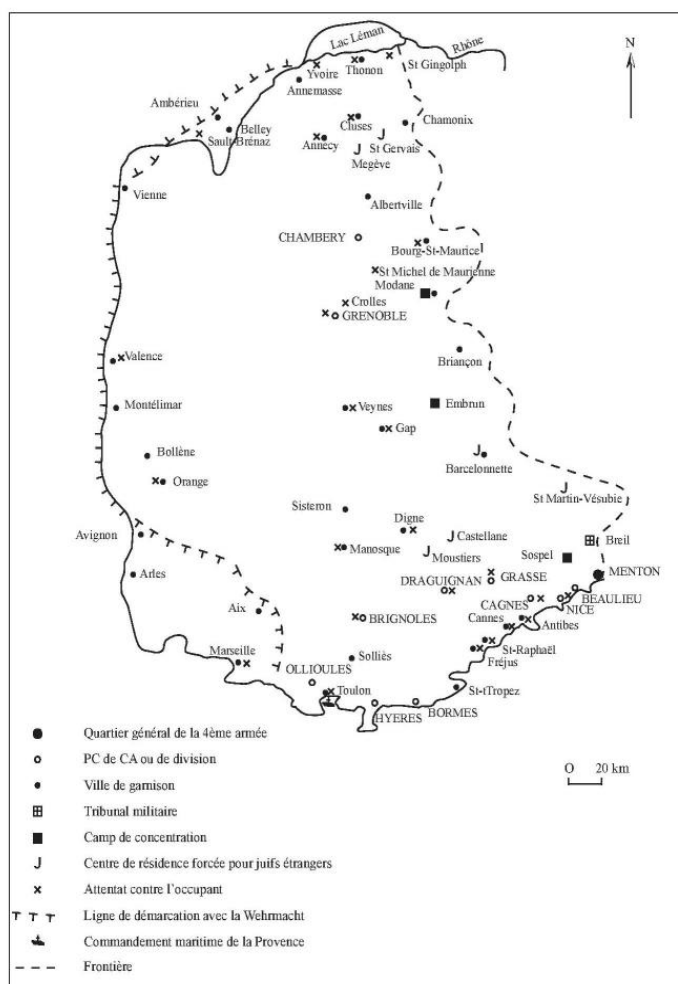 Lac Léman
Rhône
N
Yvoire
Thonon
St Gingolph
Annemasse
Ambérieu
Belley
Sault-Brénaz
Cluses
Chamonix
Annecy
St Gervais
Megève
Vienne
Albertville
CHAMBERY
Bourg-St-Maurice
St Michel de Maurienne
Modane
Crolles
GRENOBLE
Briançon
Valence
Montélimar
Veynes
Embrun
Gap
Bollène
Barcelonnette
Orange
St Martin-Vésubie
Sisteron
Digne
Castellane
Avignon
Manosque
Moustiers
Sospel
Breil
MENTON
Arles
DRAGUIGNAN
GRASSE
BEAULIEU
CAGNES
NICE
Aix
BRIGNOLES
Cannes
Antibes
Marseille
Solliès
St-Raphaël
Fréjus
OLLIOULES
Toulon
St-tTropez
HYERES
BORMES
Quartier général de la 4ème armée
PC de CA ou de division
O 20 km
Ville de garnison
Tribunal militaire
Camp de concentration
J Centre de résidence forcée pour juifs étrangers
x Attentat contre l'occupant
Ligne de démarcation avec la Wehrmacht
Commandement maritime de la Provence
Frontière